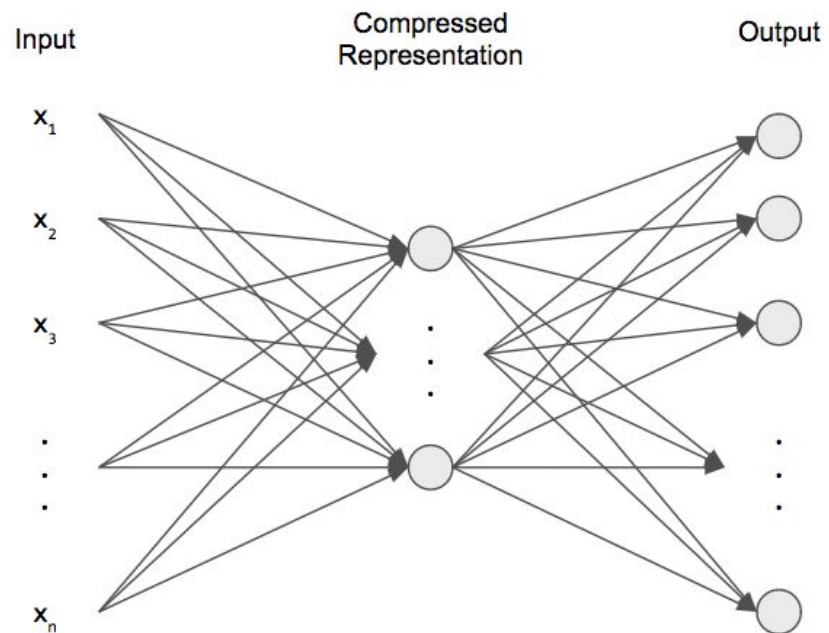 Input
Compressed
Representation
Output
x₁
x₂
x₃
xₙ